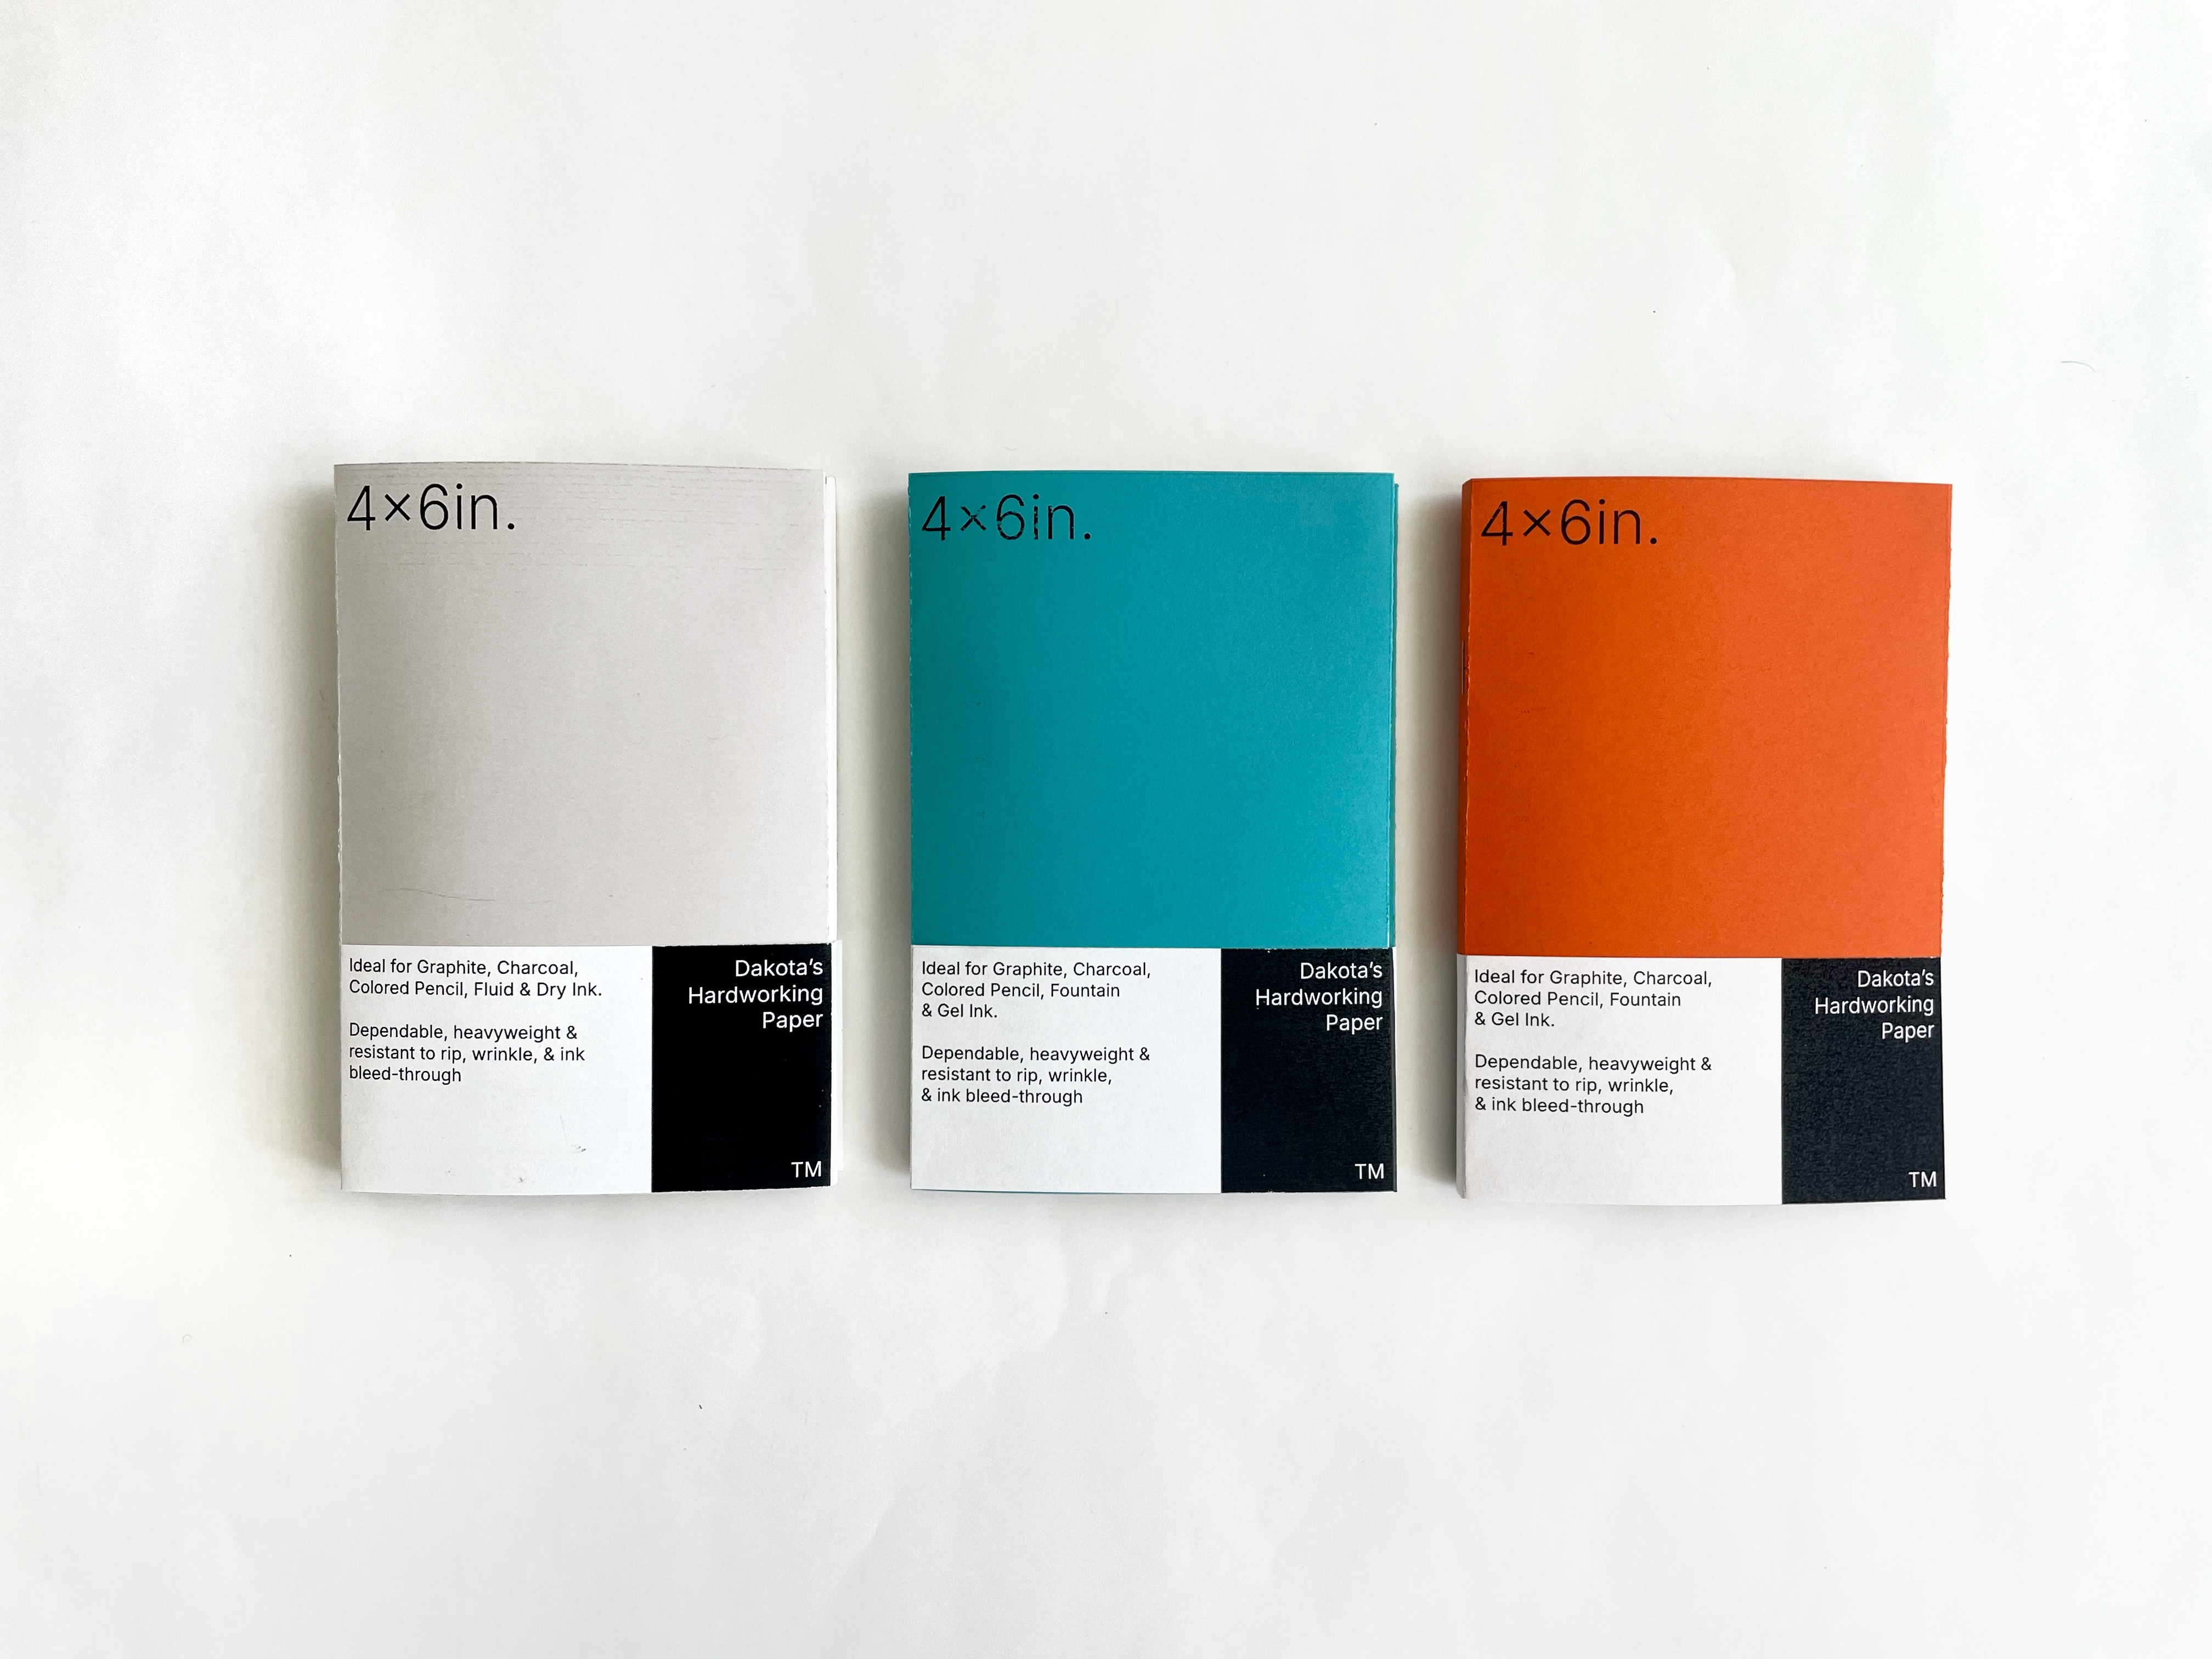 4×6in.
Ideal for Graphite, Charcoal,
Colored Pencil, Fluid & Dry Ink.
Dependable, heavyweight &
resistant to rip, wrinkle, & ink
bleed-through
Dakota's
Hardworking
Paper
TM
4×6in.
Ideal for Graphite, Charcoal,
Colored Pencil, Fountain
& Gel Ink.
Dependable, heavyweight &
resistant to rip, wrinkle,
& ink bleed-through
Dakota's
Hardworking
Paper
TM
4×6in.
Ideal for Graphite, Charcoal,
Colored Pencil, Fountain
& Gel Ink.
Dependable, heavyweight &
resistant to rip, wrinkle,
& ink bleed-through
Dakota's
Hardworking
Paper
TM